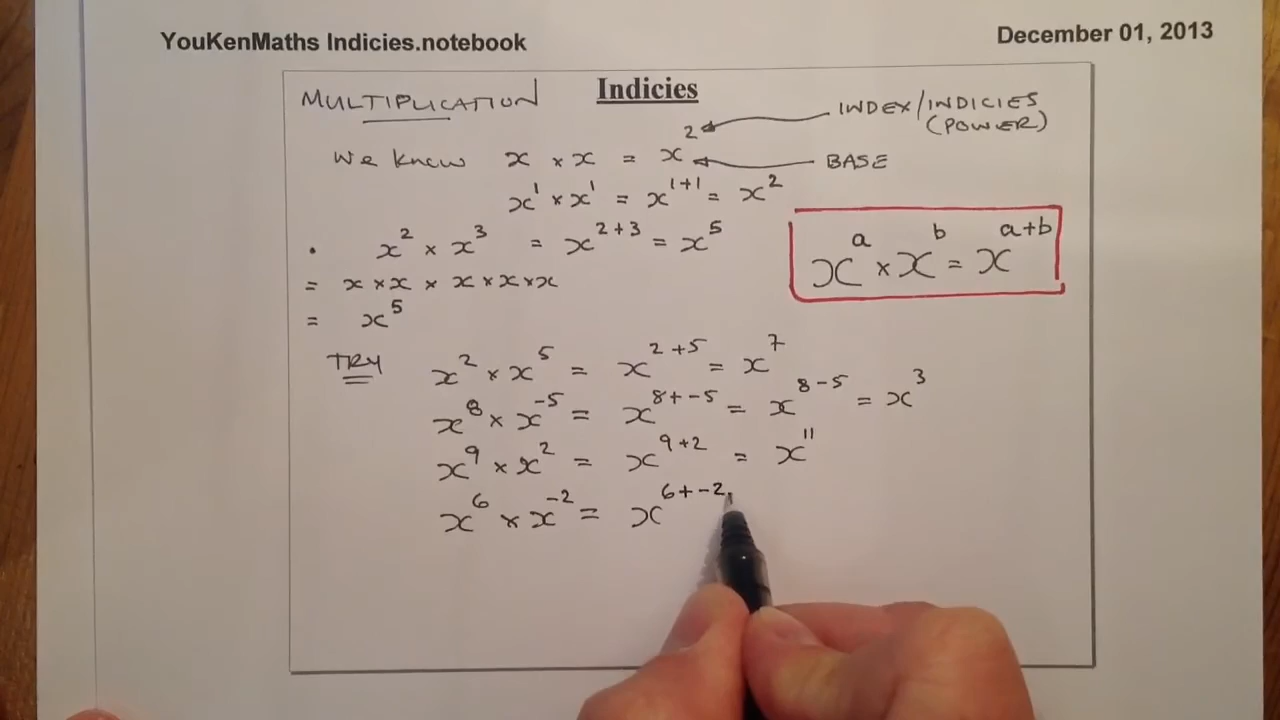 YouKenMaths Indicies.notebook
December 01, 2013
MULTIPLICATION
Indicies
INDEX/INDICIES
(POWER)
We know x × x = x²
BASE
x¹ × x¹ = x¹⁺¹ = x²
• x² × x³ = x²⁺³ = x⁵
xᵃ × xᵇ = xᵃ⁺ᵇ
= x × x × x × x × x
= x⁵
TRY x² × x⁵ = x²⁺⁵ = x⁷
x⁸ × x⁻⁵ = x⁸⁺⁻⁵ = x⁸⁻⁵ = x³
x⁹ × x² = x⁹⁺² = x¹¹
x⁶ × x⁻² = x⁶⁺⁻²